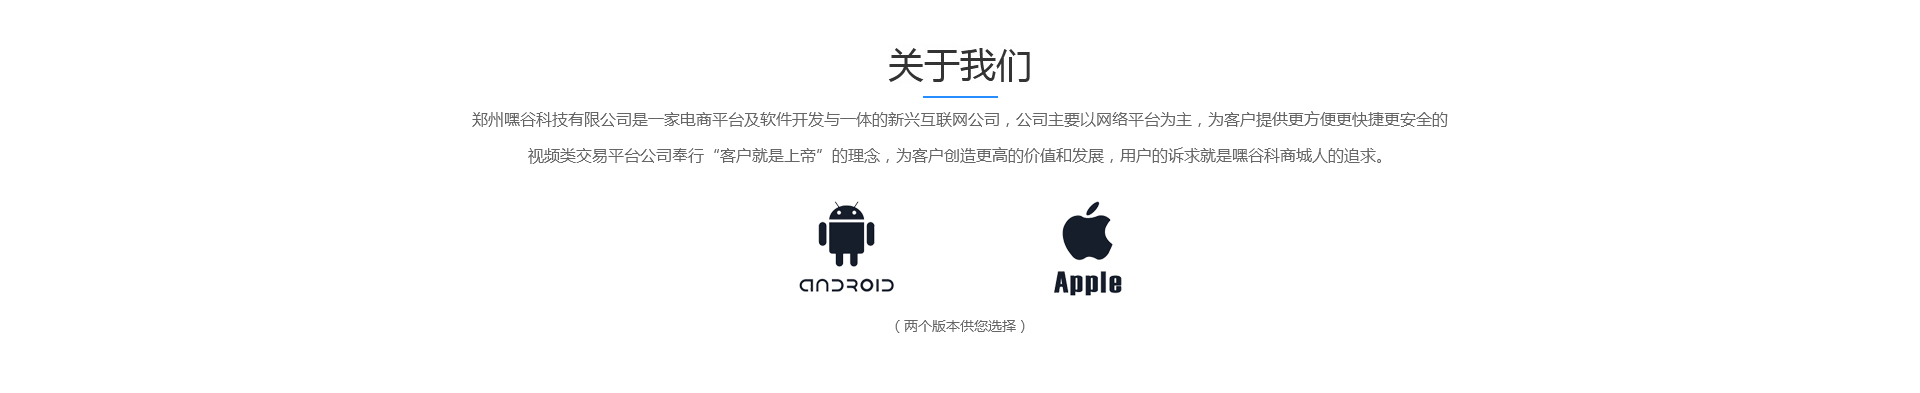 关于我们
郑州嘿谷科技有限公司是一家电商平台及软件开发与一体的新兴互联网公司，公司主要以网络平台为主，为客户提供更方便更快捷更安全的
视频类交易平台公司奉行“客户就是上帝”的理念，为客户创造更高的价值和发展，用户的诉求就是嘿谷科商城人的追求。
ANDROID
Apple
（两个版本供您选择）